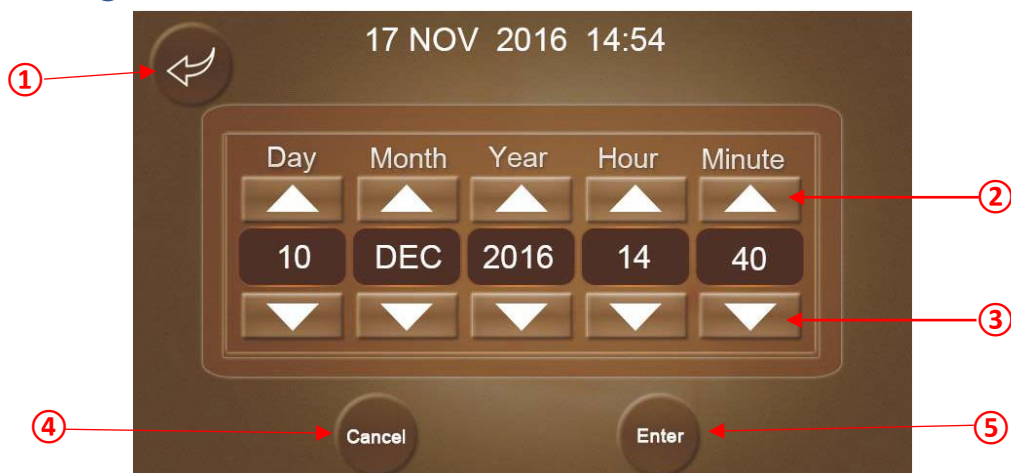 17 NOV 2016 14:54
①
Day Month Year Hour Minute
②
10 DEC 2016 14 40
③
④ Cancel Enter ⑤